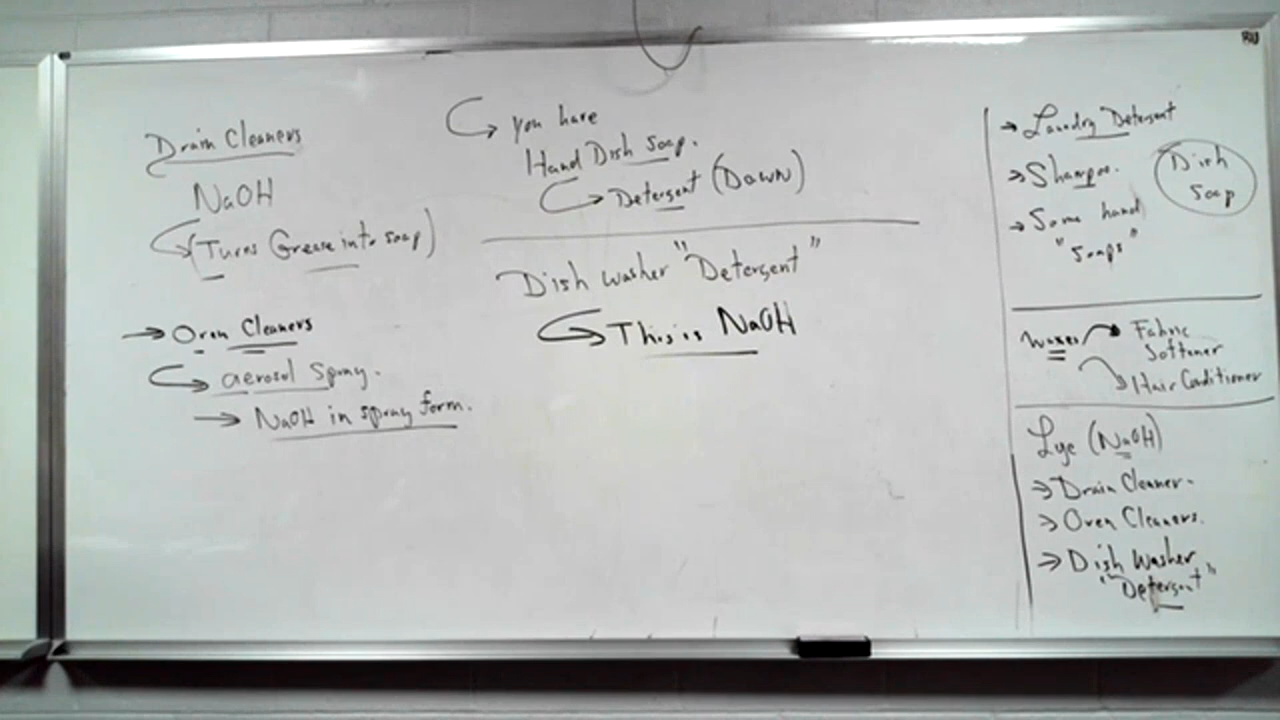 Drain Cleaners
NaOH
(Turns Grease into soap)
→ Oven Cleaners
aerosol spray.
→ NaOH in spray form.
you have
Hand Dish soap.
Detergent (Dawn)
Dish washer "Detergent"
This is NaOH
→ Laundry Detergent
→ Shampoo.
→ Some hand
"Soaps"
Dish
Soap
waxes → Fabric
Softener
Hair Conditioner
Lye (NaOH)
→ Drain Cleaner.
→ Oven Cleaners.
→ Dish Washer
"Detergent"